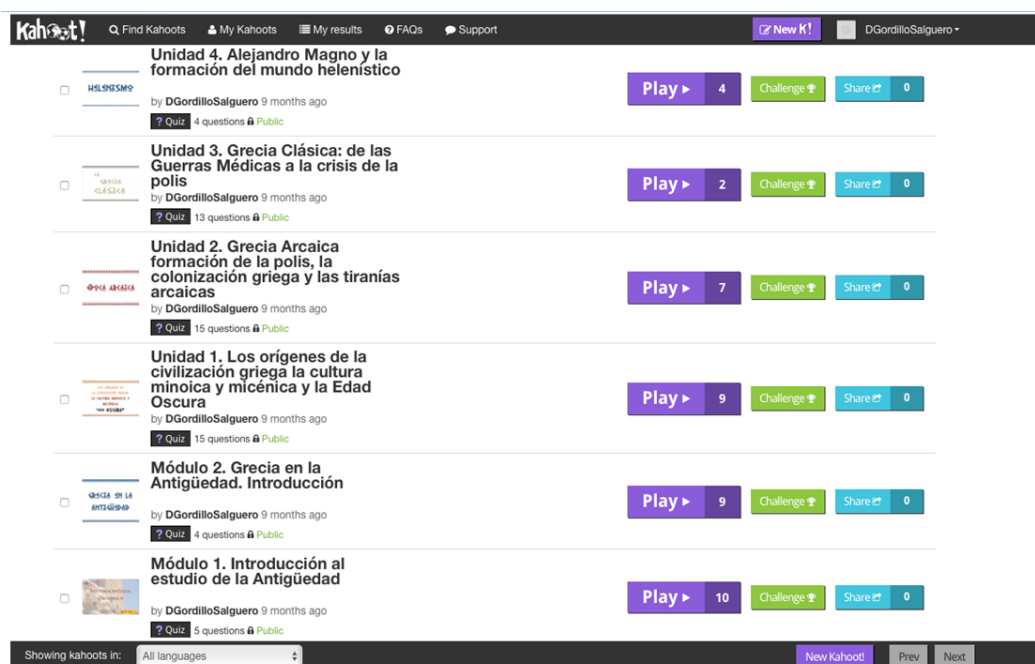 Kahoot! Find Kahoots My Kahoots My results FAQs Support New K! DGordilloSalguero
Unidad 4. Alejandro Magno y la
formación del mundo helenístico
HELENISMO
Play 4 Challenge Share 0
by DGordilloSalguero 9 months ago
? Quiz 4 questions Public
Unidad 3. Grecia Clásica: de las
Guerras Médicas a la crisis de la
polis
LA
GRECIA
CLÁSICA
Play 2 Challenge Share 0
by DGordilloSalguero 9 months ago
? Quiz 13 questions Public
Unidad 2. Grecia Arcaica
formación de la polis, la
colonización griega y las tiranías
arcaicas
ÉPOCA ARCAICA
Play 7 Challenge Share 0
by DGordilloSalguero 9 months ago
? Quiz 15 questions Public
Unidad 1. Los orígenes de la
civilización griega la cultura
minoica y micénica y la Edad
Oscura
Play 9 Challenge Share 0
by DGordilloSalguero 9 months ago
? Quiz 15 questions Public
Módulo 2. Grecia en la
Antigüedad. Introducción
GRECIA EN LA
ANTIGÜEDAD
Play 9 Challenge Share 0
by DGordilloSalguero 9 months ago
? Quiz 4 questions Public
Módulo 1. Introducción al
estudio de la Antigüedad
Play 10 Challenge Share 0
by DGordilloSalguero 9 months ago
? Quiz 5 questions Public
Showing kahoots in: All languages New Kahoot! Prev Next